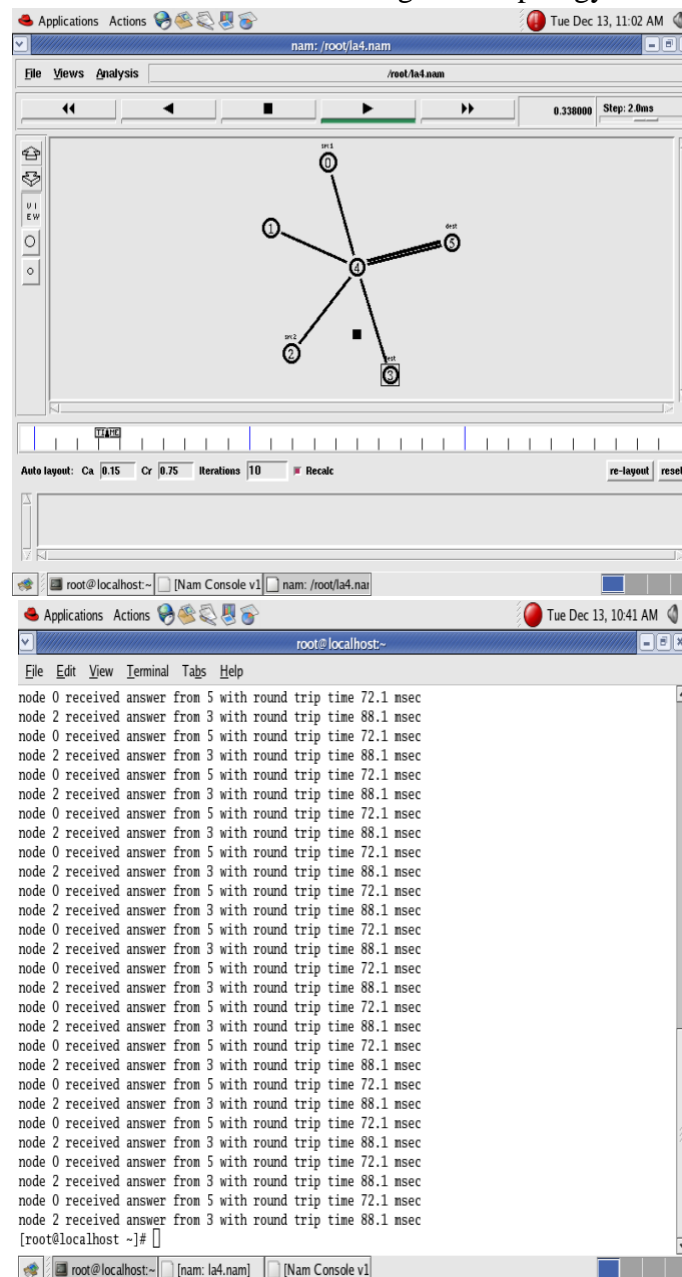 Applications Actions Tue Dec 13, 11:02 AM
nam: /root/la4.nam
File Views Analysis /root/la4.nam
0.338000 Step: 2.0ms
src1
0
VIEW
1
dest
5
4
src2
2
dest
3
TIME
Auto layout: Ca 0.15 Cr 0.75 Iterations 10 Recalc re-layout reset
root@localhost:~ [Nam Console v1 nam: /root/la4.nar
Applications Actions Tue Dec 13, 10:41 AM
root@localhost:~
File Edit View Terminal Tabs Help
node 0 received answer from 5 with round trip time 72.1 msec
node 2 received answer from 3 with round trip time 88.1 msec
node 0 received answer from 5 with round trip time 72.1 msec
node 2 received answer from 3 with round trip time 88.1 msec
node 0 received answer from 5 with round trip time 72.1 msec
node 2 received answer from 3 with round trip time 88.1 msec
node 0 received answer from 5 with round trip time 72.1 msec
node 2 received answer from 3 with round trip time 88.1 msec
node 0 received answer from 5 with round trip time 72.1 msec
node 2 received answer from 3 with round trip time 88.1 msec
node 0 received answer from 5 with round trip time 72.1 msec
node 2 received answer from 3 with round trip time 88.1 msec
node 0 received answer from 5 with round trip time 72.1 msec
node 2 received answer from 3 with round trip time 88.1 msec
node 0 received answer from 5 with round trip time 72.1 msec
node 2 received answer from 3 with round trip time 88.1 msec
node 0 received answer from 5 with round trip time 72.1 msec
node 2 received answer from 3 with round trip time 88.1 msec
node 0 received answer from 5 with round trip time 72.1 msec
node 2 received answer from 3 with round trip time 88.1 msec
node 0 received answer from 5 with round trip time 72.1 msec
node 2 received answer from 3 with round trip time 88.1 msec
node 0 received answer from 5 with round trip time 72.1 msec
node 2 received answer from 3 with round trip time 88.1 msec
node 0 received answer from 5 with round trip time 72.1 msec
node 2 received answer from 3 with round trip time 88.1 msec
node 0 received answer from 5 with round trip time 72.1 msec
node 2 received answer from 3 with round trip time 88.1 msec
[root@localhost ~]#
root@localhost:~ [nam: la4.nam] [Nam Console v1